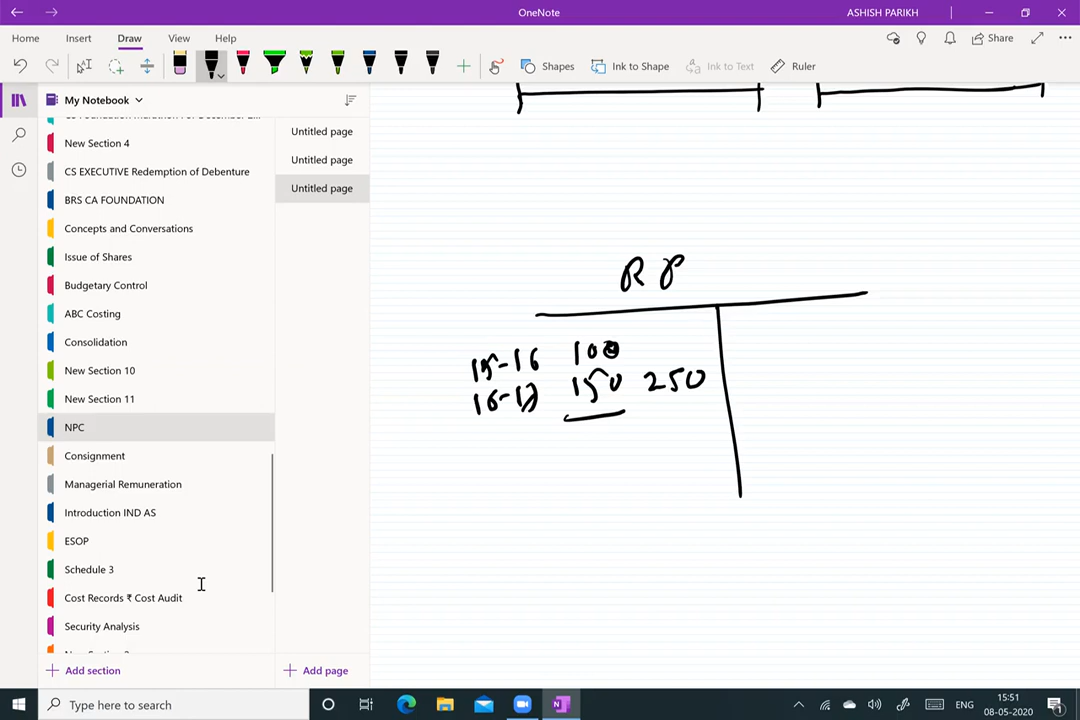 OneNote
ASHISH PARIKH
Home Insert Draw View Help
Share
Shapes Ink to Shape Ink to Text Ruler
My Notebook
New Section 4
CS EXECUTIVE Redemption of Debenture
BRS CA FOUNDATION
Concepts and Conversations
Issue of Shares
Budgetary Control
ABC Costing
Consolidation
New Section 10
New Section 11
NPC
Consignment
Managerial Remuneration
Introduction IND AS
ESOP
Schedule 3
Cost Records ₹ Cost Audit
Security Analysis
Add section
Untitled page
Untitled page
Untitled page
Add page
R P
15-16 100
16-17 150 250
Type here to search
ENG
15:51
08-05-2020
1